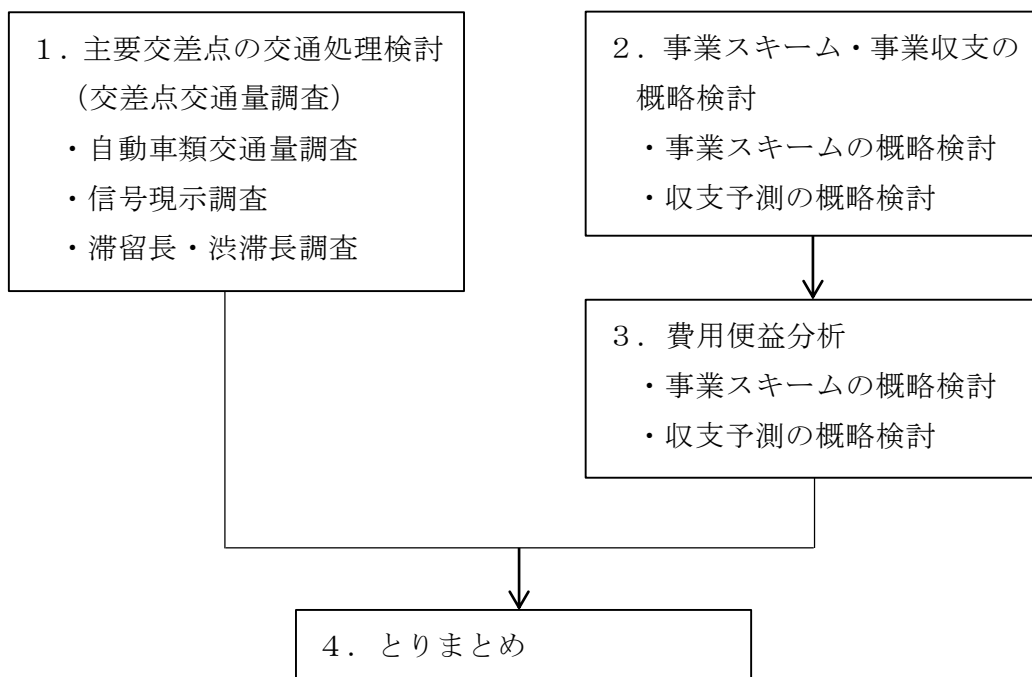 １．主要交差点の交通処理検討
（交差点交通量調査）
・自動車類交通量調査
・信号現示調査
・滞留長・渋滞長調査
２．事業スキーム・事業収支の
概略検討
・事業スキームの概略検討
・収支予測の概略検討
３．費用便益分析
・事業スキームの概略検討
・収支予測の概略検討
４．とりまとめ